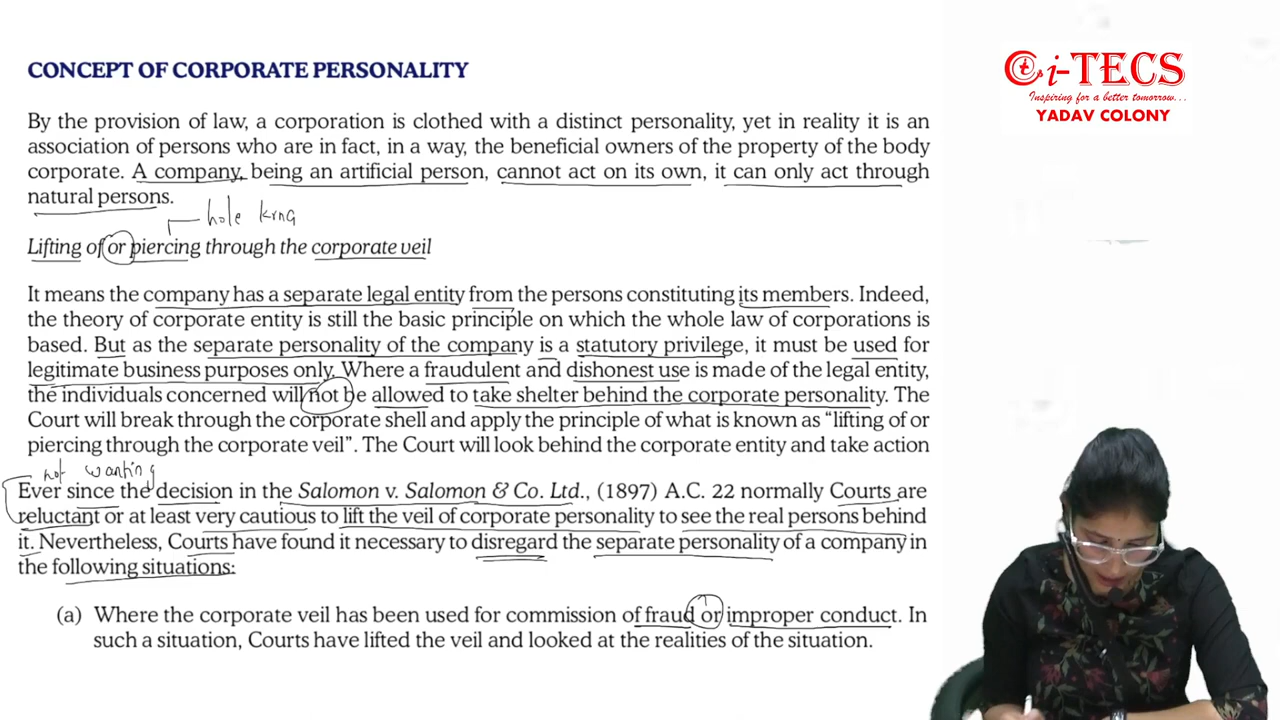 CONCEPT OF CORPORATE PERSONALITY
i-TECS
Inspiring for a better tomorrow...
YADAV COLONY
By the provision of law, a corporation is clothed with a distinct personality, yet in reality it is an
association of persons who are in fact, in a way, the beneficial owners of the property of the body
corporate. A company, being an artificial person, cannot act on its own, it can only act through
natural persons.
hole krna
Lifting of or piercing through the corporate veil
It means the company has a separate legal entity from the persons constituting its members. Indeed,
the theory of corporate entity is still the basic principle on which the whole law of corporations is
based. But as the separate personality of the company is a statutory privilege, it must be used for
legitimate business purposes only. Where a fraudulent and dishonest use is made of the legal entity,
the individuals concerned will not be allowed to take shelter behind the corporate personality. The
Court will break through the corporate shell and apply the principle of what is known as “lifting of or
piercing through the corporate veil”. The Court will look behind the corporate entity and take action
not wanting
Ever since the decision in the Salomon v. Salomon & Co. Ltd., (1897) A.C. 22 normally Courts are
reluctant or at least very cautious to lift the veil of corporate personality to see the real persons behind
it. Nevertheless, Courts have found it necessary to disregard the separate personality of a company in
the following situations:
(a) Where the corporate veil has been used for commission of fraud or improper conduct. In
such a situation, Courts have lifted the veil and looked at the realities of the situation.